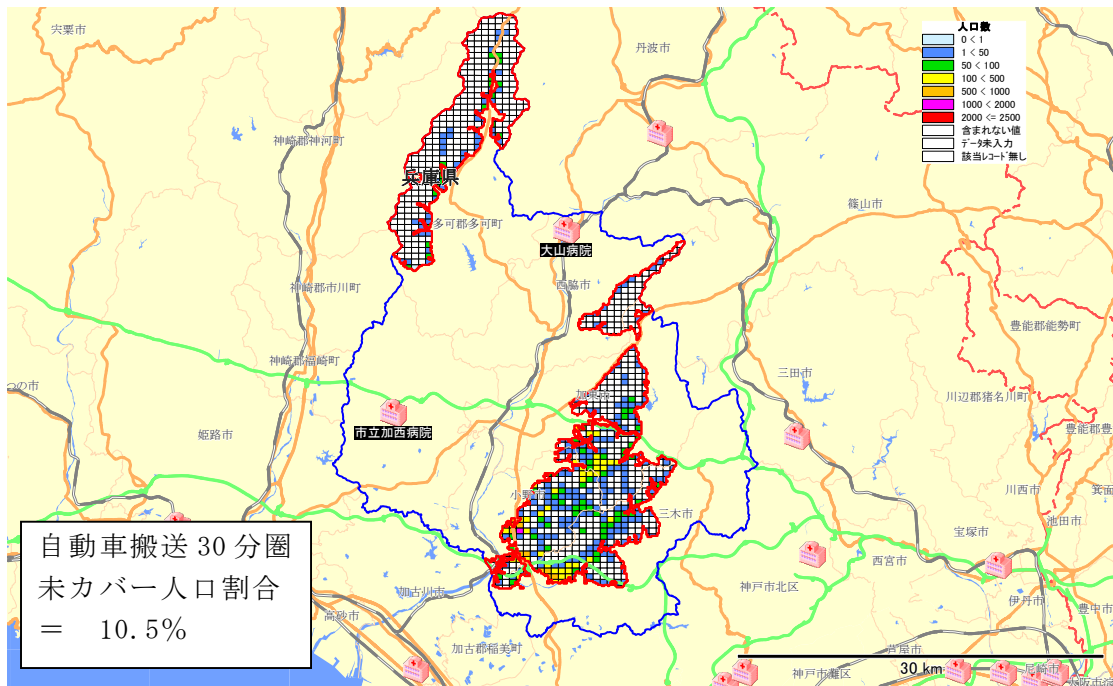 宍粟市
丹波市
人口数
0 < 1
1 < 50
50 < 100
100 < 500
500 < 1000
1000 < 2000
2000 <= 2500
含まれない値
データ未入力
該当レコード無し
神崎郡神河町
兵庫県
多可郡多可町
篠山市
大山病院
神崎郡市川町
西脇市
豊能郡能勢町
神崎郡福崎町
三田市
つの市
川辺郡猪名川町
市立加西病院
姫路市
豊能郡豊
小野市
三木市
川西市
箕面
池田市
宝塚市
自動車搬送 30 分圏
未カバー人口割合
= 10.5%
西宮市
神戸市北区
加古川市
高砂市
伊丹市
豊中市
加古郡稲美町
芦屋市
30 km
神戸市灘区
尼崎市